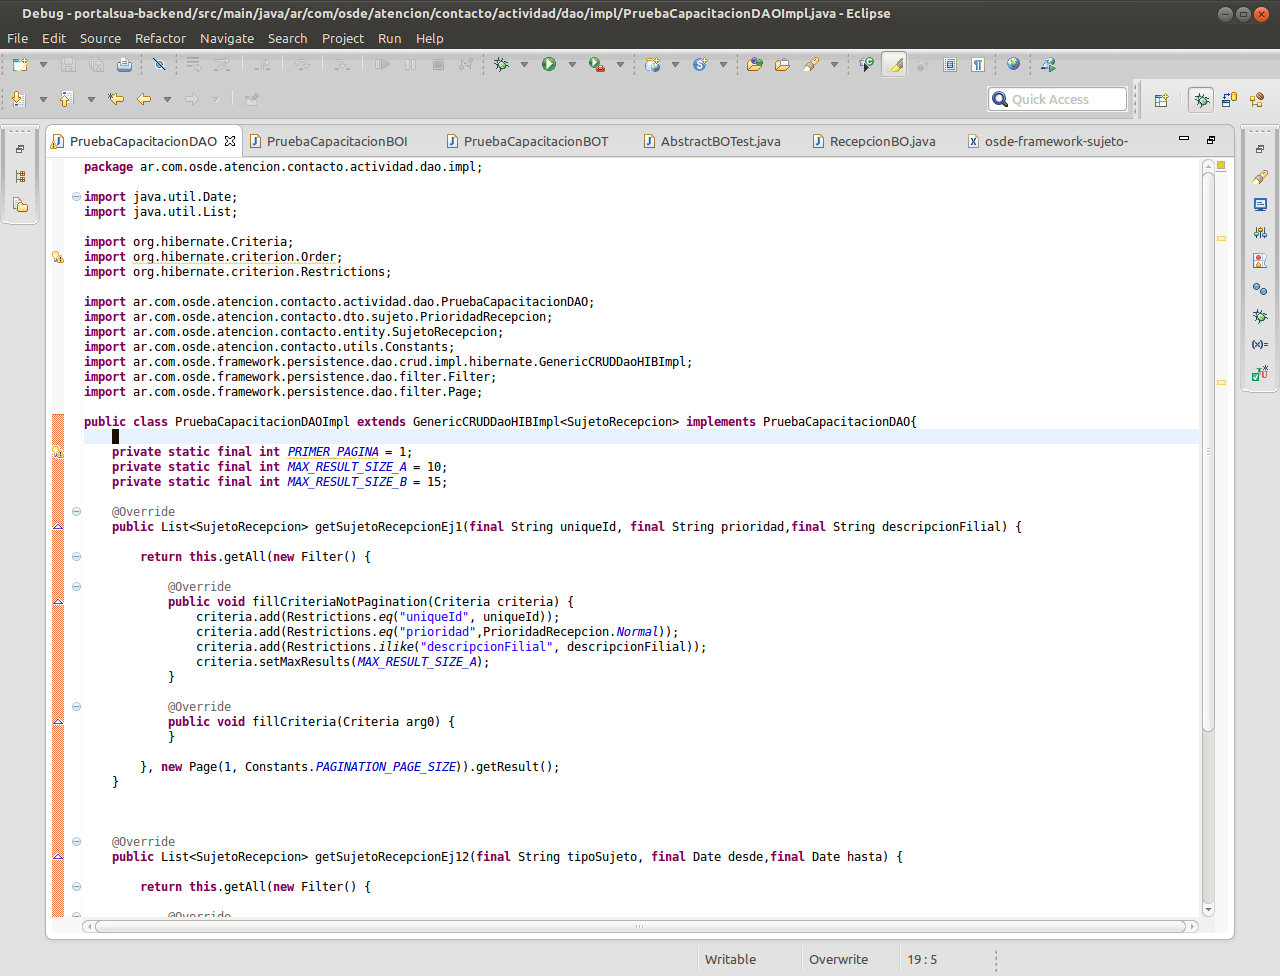 Debug - portalsua-backend/src/main/java/ar/com/osde/atencion/contacto/actividad/dao/impl/PruebaCapacitacionDAOImpl.java - Eclipse
File Edit Source Refactor Navigate Search Project Run Help
Quick Access
PruebaCapacitacionDAO PruebaCapacitacionBOI PruebaCapacitacionBOT AbstractBOTest.java RecepcionBO.java osde-framework-sujeto-
package ar.com.osde.atencion.contacto.actividad.dao.impl;
import java.util.Date;
import java.util.List;
import org.hibernate.Criteria;
import org.hibernate.criterion.Order;
import org.hibernate.criterion.Restrictions;
import ar.com.osde.atencion.contacto.actividad.dao.PruebaCapacitacionDAO;
import ar.com.osde.atencion.contacto.dto.sujeto.PrioridadRecepcion;
import ar.com.osde.atencion.contacto.entity.SujetoRecepcion;
import ar.com.osde.atencion.contacto.utils.Constants;
import ar.com.osde.framework.persistence.dao.crud.impl.hibernate.GenericCRUDDaoHIBImpl;
import ar.com.osde.framework.persistence.dao.filter.Filter;
import ar.com.osde.framework.persistence.dao.filter.Page;
public class PruebaCapacitacionDAOImpl extends GenericCRUDDaoHIBImpl<SujetoRecepcion> implements PruebaCapacitacionDAO{
private static final int PRIMER_PAGINA = 1;
private static final int MAX_RESULT_SIZE_A = 10;
private static final int MAX_RESULT_SIZE_B = 15;
@Override
public List<SujetoRecepcion> getSujetoRecepcionEj1(final String uniqueId, final String prioridad,final String descripcionFilial) {
return this.getAll(new Filter() {
@Override
public void fillCriteriaNotPagination(Criteria criteria) {
criteria.add(Restrictions.eq("uniqueId", uniqueId));
criteria.add(Restrictions.eq("prioridad",PrioridadRecepcion.Normal));
criteria.add(Restrictions.ilike("descripcionFilial", descripcionFilial));
criteria.setMaxResults(MAX_RESULT_SIZE_A);
}
@Override
public void fillCriteria(Criteria arg0) {
}
}, new Page(1, Constants.PAGINATION_PAGE_SIZE)).getResult();
}
@Override
public List<SujetoRecepcion> getSujetoRecepcionEj12(final String tipoSujeto, final Date desde,final Date hasta) {
return this.getAll(new Filter() {
@Override
Writable Overwrite 19 : 5